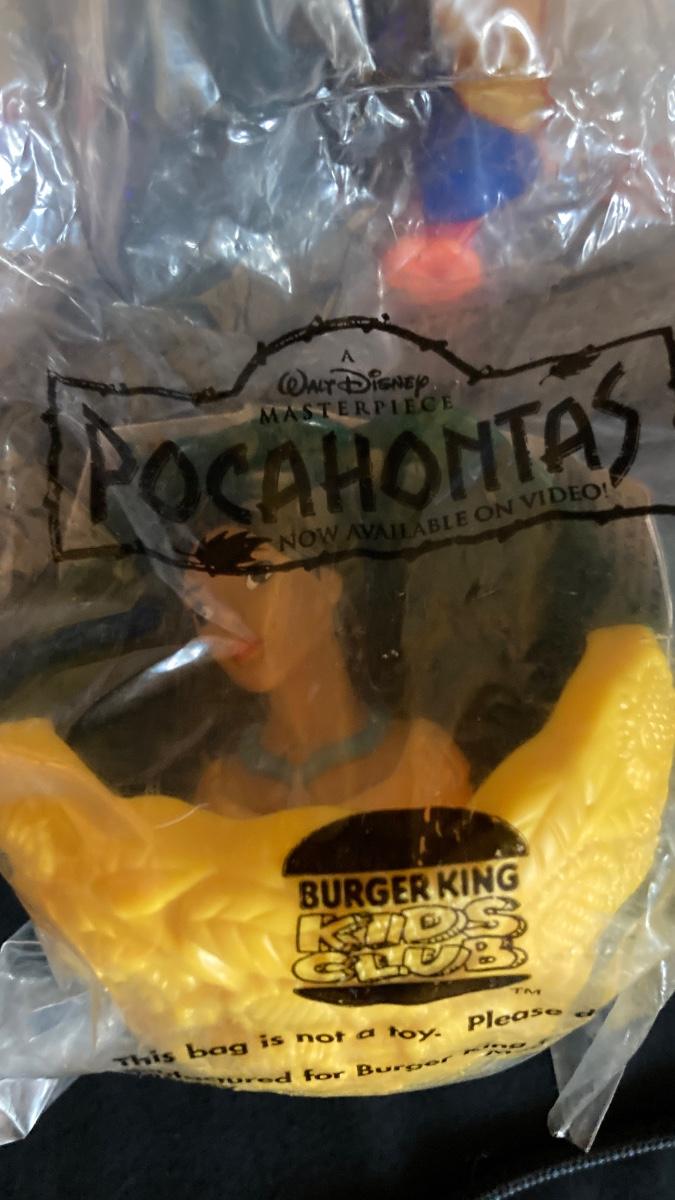 A
WALT DISNEY
MASTERPIECE
POCAHONTAS
NOW AVAILABLE ON VIDEO!
BURGER KING
KIDS
CLUB
TM
This bag is not a toy. Please
for Burger King